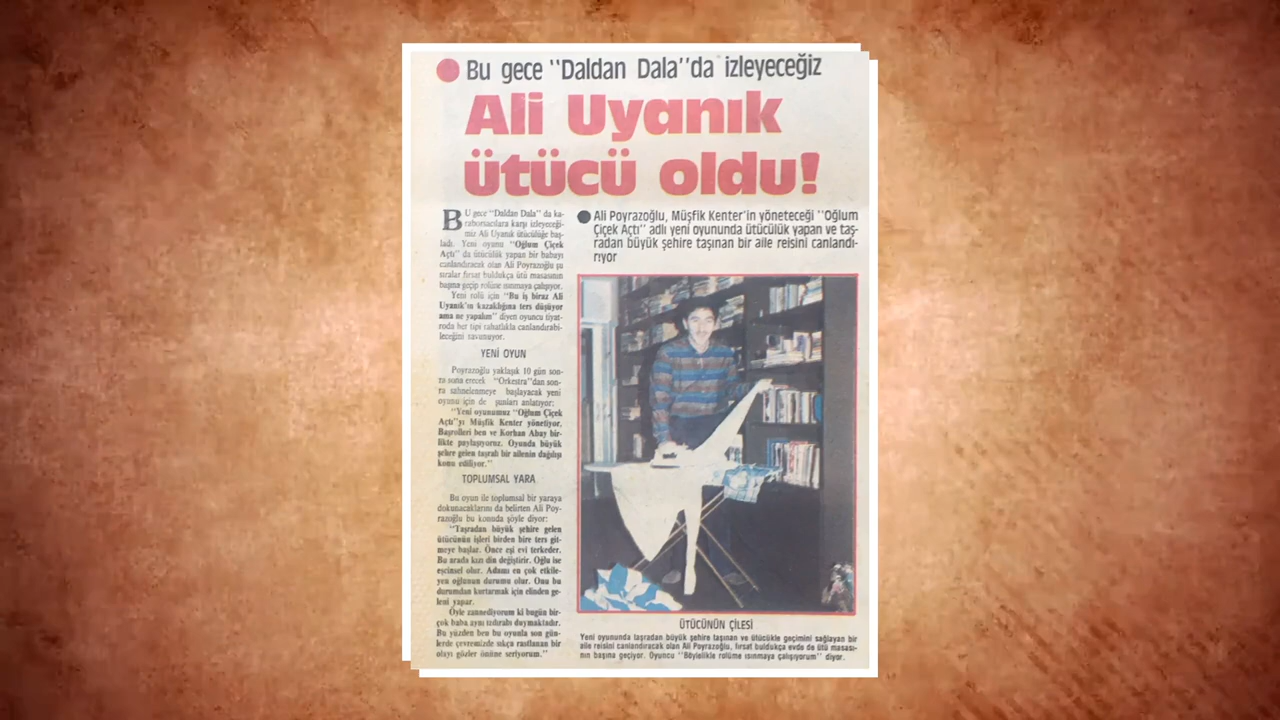 Bu gece "Daldan Dala"da izleyeceğiz
Ali Uyanık
ütücü oldu!
BU gece "Daldan Dala" da ka-
raborsacılara karşı izleyeceği-
miz Ali Uyanık ütücülüğe baş-
ladı. Yeni oyunu "Oğlum Çiçek
Açtı" da ütücülük yapan bir babayı
canlandıracak olan Ali Poyrazoğlu şu
sıralar fırsat buldukça ütü masasının
başına geçip rolüne ısınmaya çalışıyor.
Yeni rolü için "Bu iş biraz Ali
Uyanık'ın kazaklığına ters düşüyor
ama ne yapalım" diyen oyuncu tiyat-
roda her tipi rahatlıkla canlandırabi-
leceğini savunuyor.
YENİ OYUN
Poyrazoğlu yaklaşık 10 gün son-
ra sona erecek "Orkestra"dan son-
ra sahnelenmeye başlayacak yeni
oyunu için de şunları anlatıyor:
"Yeni oyunumuz "Oğlum Çiçek
Açtı"yı Müşfik Kenter yönetiyor.
Başrolleri ben ve Korhan Abay bir-
likte paylaşıyoruz. Oyunda büyük
şehre gelen taşralı bir ailenin dağılışı
konu ediliyor."
TOPLUMSAL YARA
Bu oyun ile toplumsal bir yaraya
dokunacaklarını da belirten Ali Poy-
razoğlu bu konuda şöyle diyor:
"Taşradan büyük şehire gelen
ütücünün işleri birden bire ters git-
meye başlar. Önce eşi evi terkeder.
Bu arada kızı din değiştirir. Oğlu ise
eşcinsel olur. Adamı en çok etkile-
yen oğlunun durumu olur. Onu bu
durumdan kurtarmak için elinden ge-
leni yapar.
Öyle zannediyorum ki bugün bir-
çok baba aynı ızdırabı duymaktadır.
Bu yüzden ben bu oyunla son gün-
lerde çevremizde sıkça rastlanan bir
olayı gözler önüne seriyorum."
Ali Poyrazoğlu, Müşfik Kenter'in yöneteceği "Oğlum
Çiçek Açtı" adlı yeni oyununda ütücülük yapan ve taş-
radan büyük şehire taşınan bir aile reisini canlandı-
rıyor
ÜTÜCÜNÜN ÇİLESİ
Yeni oyununda taşradan büyük şehire taşınan ve ütücükle geçimini sağlayan bir
aile reisini canlandıracak olan Ali Poyrazoğlu, fırsat buldukça evde de ütü masası-
nın başına geçiyor. Oyuncu "Böylelikle rolüme ısınmaya çalışıyorum" diyor.